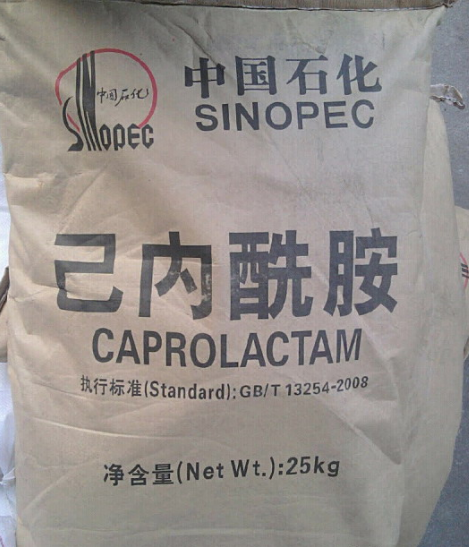 中国石化
SINOPEC
中国石化
SINOPEC
己内酰胺
CAPROLACTAM
执行标准(Standard):GB/T 13254-2008
净含量(Net Wt.):25kg